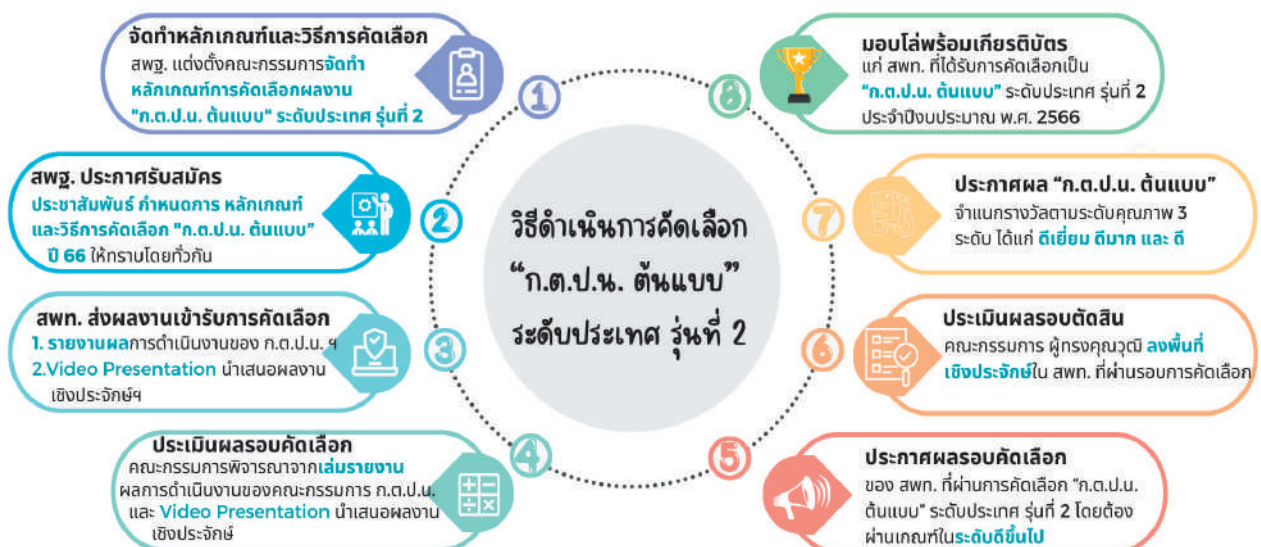 วิธีดำเนินการคัดเลือก
“ก.ต.ป.น. ต้นแบบ”
ระดับประเทศ รุ่นที่ 2
1
จัดทำหลักเกณฑ์และวิธีการคัดเลือก
สพฐ. แต่งตั้งคณะกรรมการจัดทำ
หลักเกณฑ์การคัดเลือกผลงาน
"ก.ต.ป.น. ต้นแบบ" ระดับประเทศ รุ่นที่ 2
2
สพฐ. ประกาศรับสมัคร
ประชาสัมพันธ์ กำหนดการ หลักเกณฑ์
และวิธีการคัดเลือก "ก.ต.ป.น. ต้นแบบ"
ปี 66 ให้ทราบโดยทั่วกัน
3
สพท. ส่งผลงานเข้ารับการคัดเลือก
1. รายงานผลการดำเนินงานของ ก.ต.ป.น. ฯ
2.Video Presentation นำเสนอผลงาน
เชิงประจักษ์ฯ
4
ประเมินผลรอบคัดเลือก
คณะกรรมการพิจารณาจากเล่มรายงาน
ผลการดำเนินงานของคณะกรรมการ ก.ต.ป.น.
และ Video Presentation นำเสนอผลงาน
เชิงประจักษ์
5
ประกาศผลรอบคัดเลือก
ของ สพท. ที่ผ่านการคัดเลือก “ก.ต.ป.น.
ต้นแบบ” ระดับประเทศ รุ่นที่ 2 โดยต้อง
ผ่านเกณฑ์ในระดับดีขึ้นไป
6
ประเมินผลรอบตัดสิน
คณะกรรมการ ผู้ทรงคุณวุฒิ ลงพื้นที่
เชิงประจักษ์ใน สพท. ที่ผ่านรอบการคัดเลือก
7
ประกาศผล “ก.ต.ป.น. ต้นแบบ”
จำแนกรางวัลตามระดับคุณภาพ 3
ระดับ ได้แก่ ดีเยี่ยม ดีมาก และ ดี
8
มอบโล่พร้อมเกียรติบัตร
แก่ สพท. ที่ได้รับการคัดเลือกเป็น
“ก.ต.ป.น. ต้นแบบ” ระดับประเทศ รุ่นที่ 2
ประจำปีงบประมาณ พ.ศ. 2566